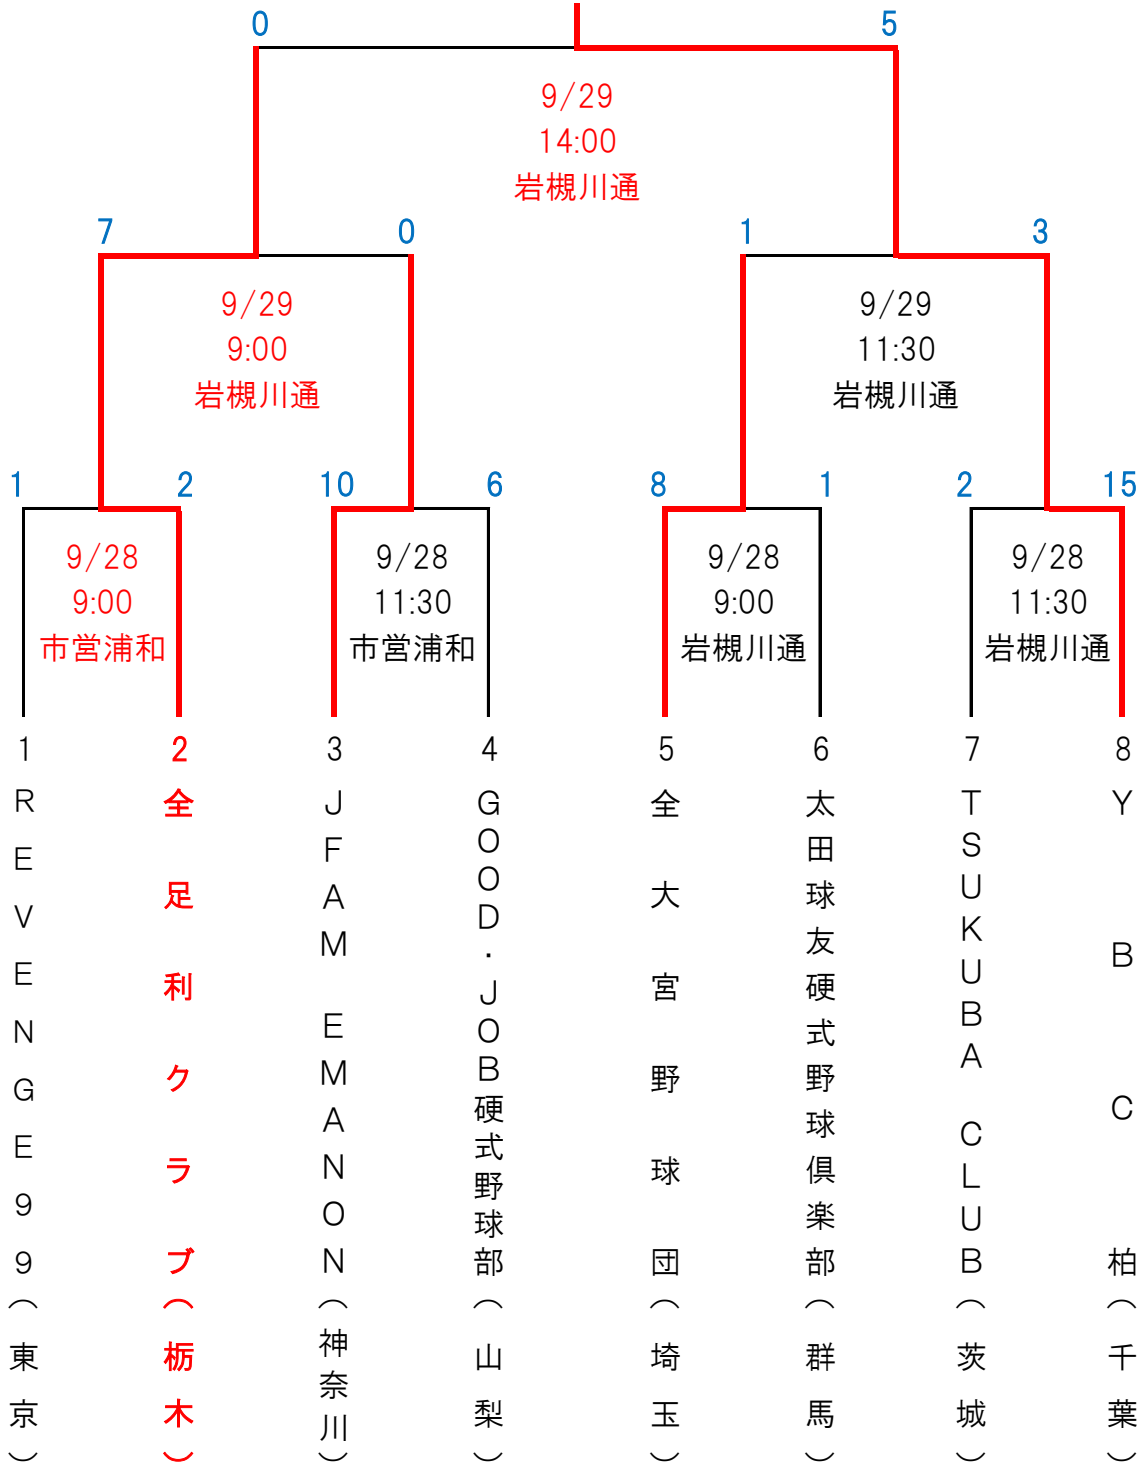 0
5
9/29
14:00
岩槻川通
7
0
1
3
9/29
9:00
岩槻川通
9/29
11:30
岩槻川通
1
2
10
6
8
1
2
15
9/28
9:00
市営浦和
9/28
11:30
市営浦和
9/28
9:00
岩槻川通
9/28
11:30
岩槻川通
1
2
3
4
5
6
7
8
REVENGE99(東京)
全足利クラブ(栃木)
JFAM EMANON(神奈川)
GOOD・JOB硬式野球部(山梨)
全大宮野球団(埼玉)
太田球友硬式野球倶楽部(群馬)
TSUKUBA CLUB(茨城)
YBC柏(千葉)